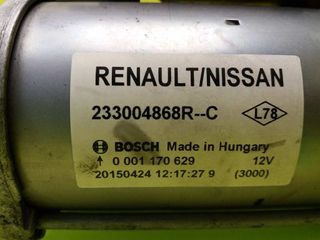 RENAULT/NISSAN
233004868R--C L78
BOSCH Made in Hungary
↑ 0 001 170 629 12V
20150424 12:17:27 9 (3000)